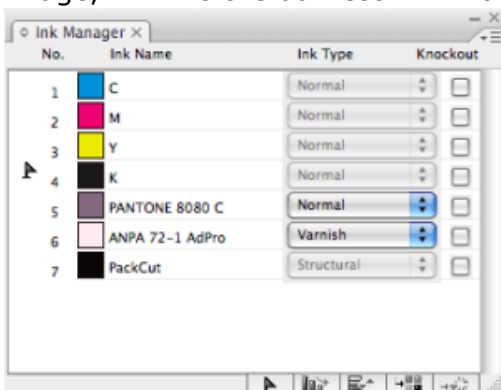 Ink Manager ×
No. Ink Name Ink Type Knockout
1 C Normal
2 M Normal
3 Y Normal
4 K Normal
5 PANTONE 8080 C Normal
6 ANPA 72-1 AdPro Varnish
7 PackCut Structural